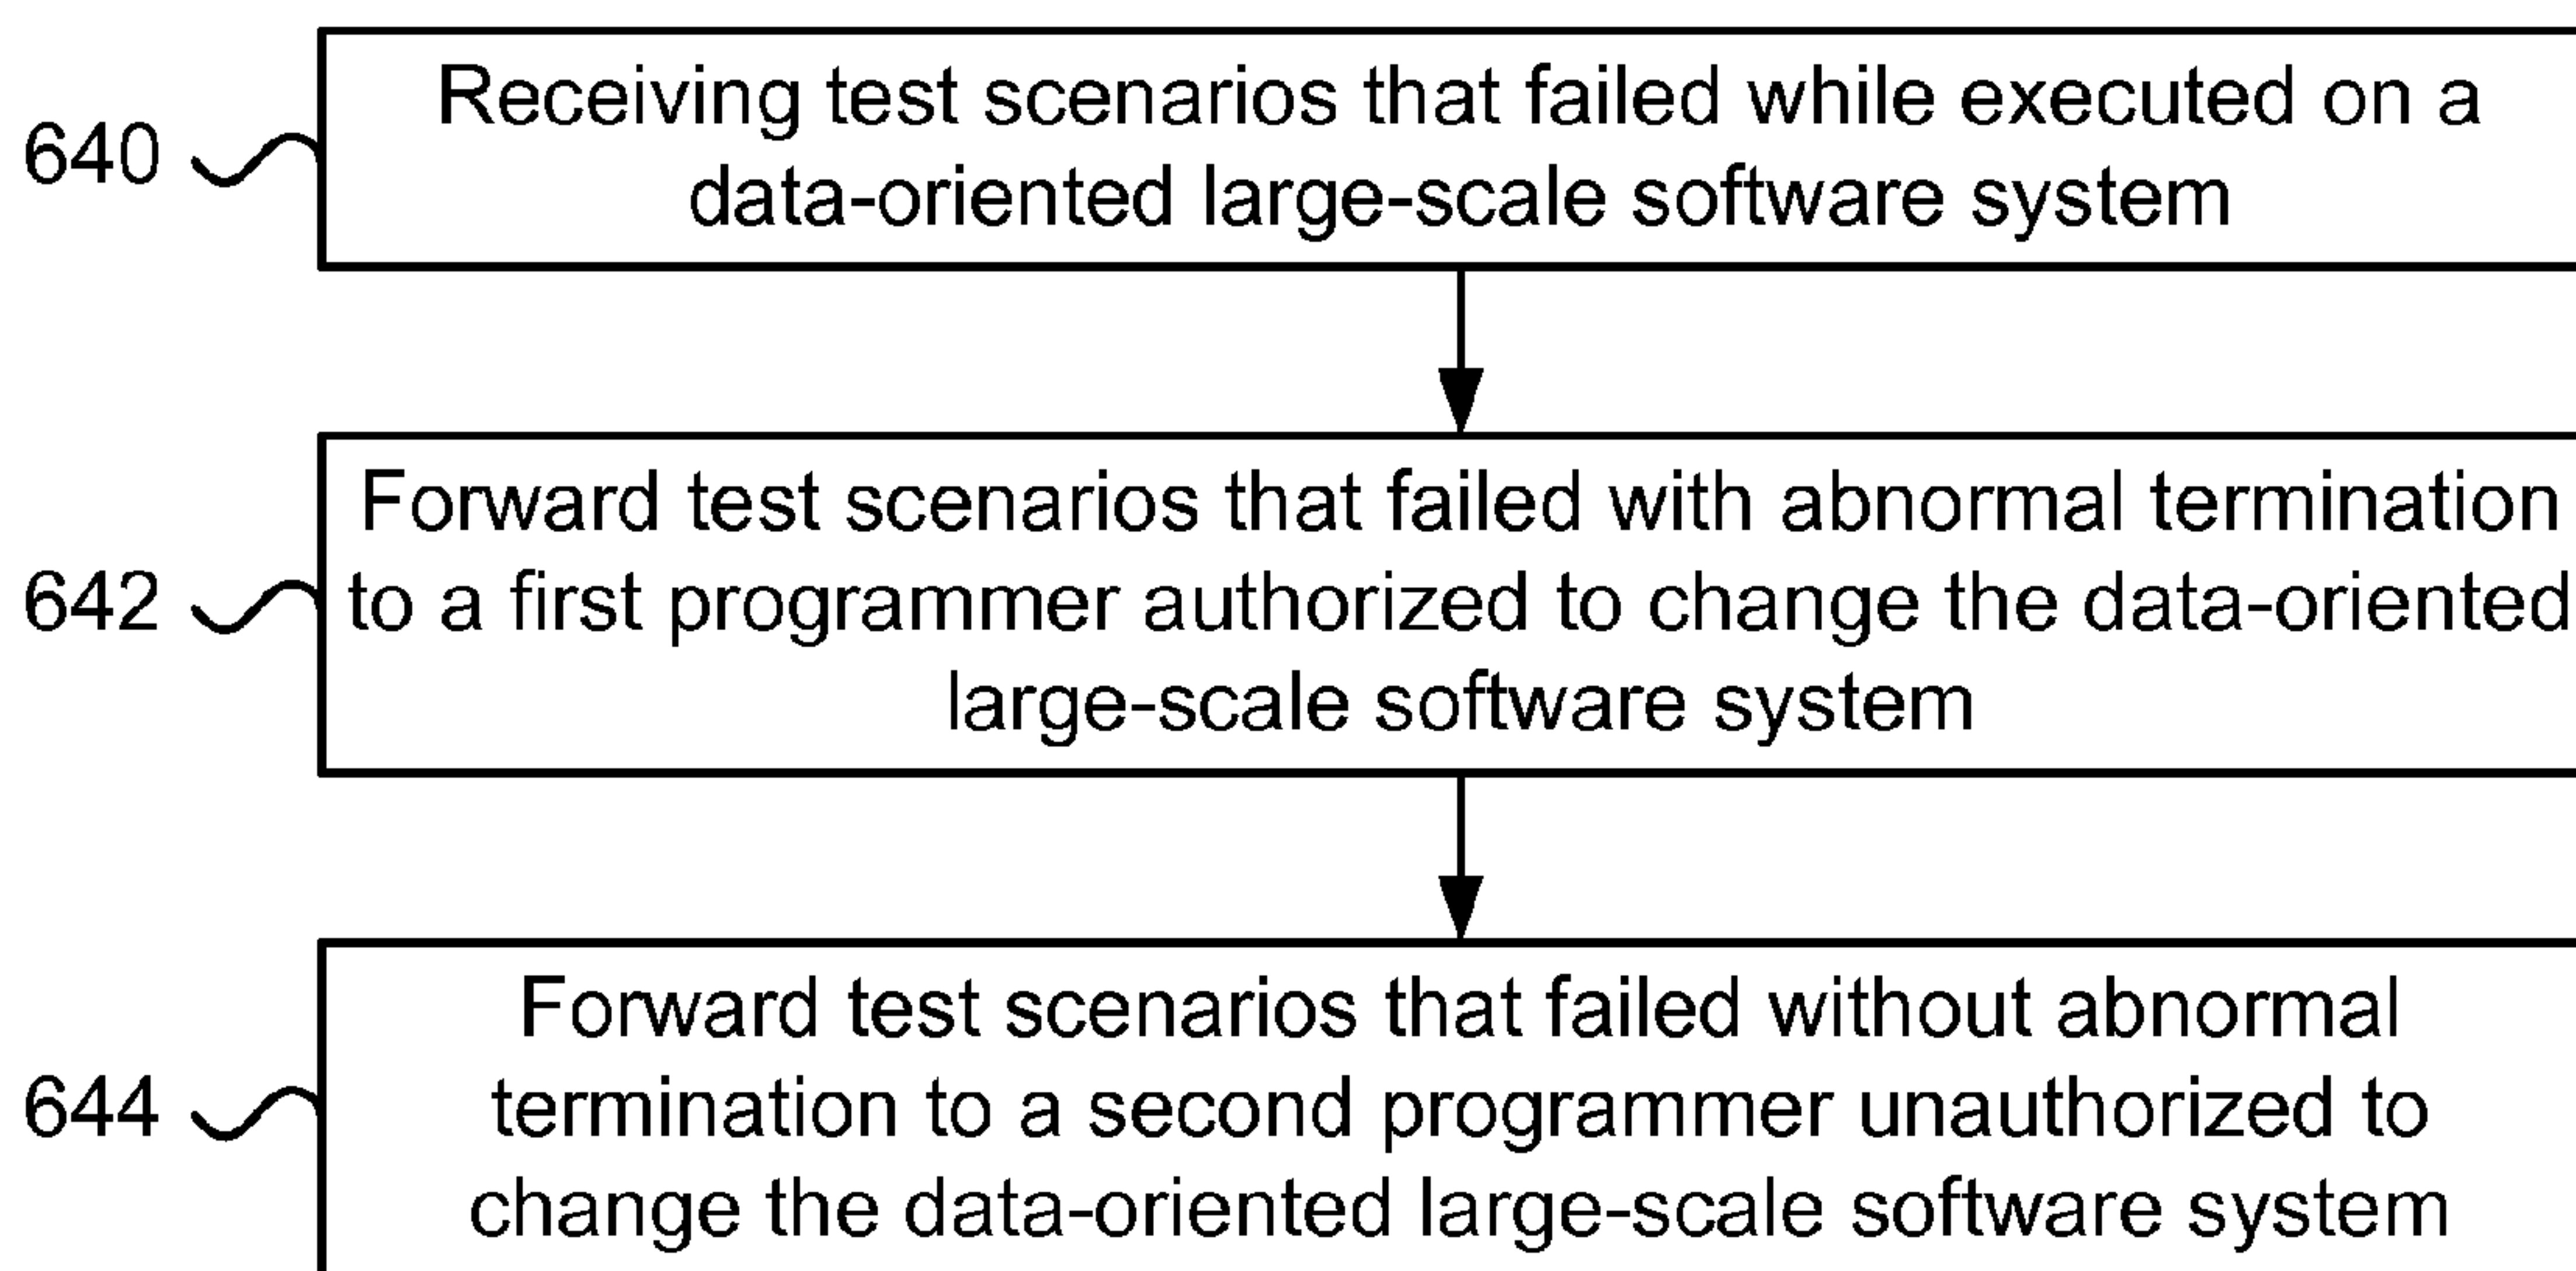 640
Receiving test scenarios that failed while executed on a
data-oriented large-scale software system
642
Forward test scenarios that failed with abnormal termination
to a first programmer authorized to change the data-oriented
large-scale software system
644
Forward test scenarios that failed without abnormal
termination to a second programmer unauthorized to
change the data-oriented large-scale software system